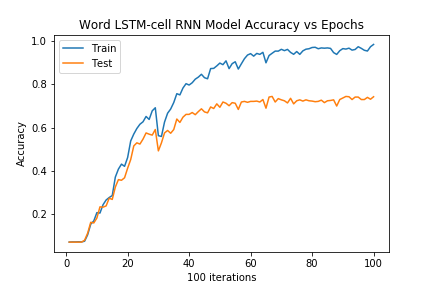 Word LSTM-cell RNN Model Accuracy vs Epochs
Train
Test
Accuracy
1.0
0.8
0.6
0.4
0.2
0
20
40
60
80
100
100 iterations